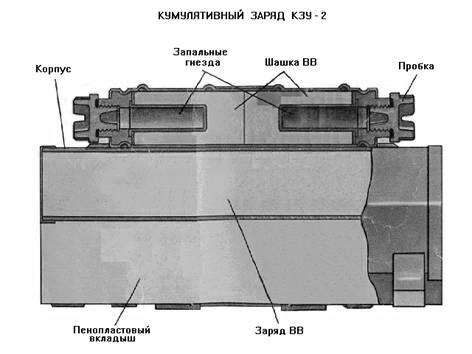 КУМУЛЯТИВНЫЙ ЗАРЯД КЗУ - 2
Запальные
гнезда
Шашка ВВ
Корпус
Пробка
Пенопластовый
вкладыш
Заряд ВВ